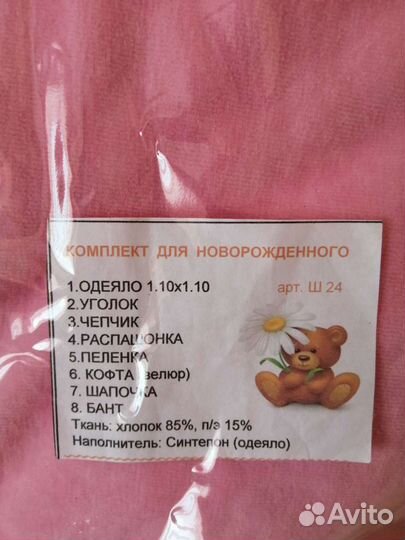 КОМПЛЕКТ ДЛЯ НОВОРОЖДЕННОГО
1.ОДЕЯЛО 1.10х1.10 арт. Ш 24
2.УГОЛОК
3.ЧЕПЧИК
4.РАСПАШОНКА
5.ПЕЛЕНКА
6. КОФТА (велюр)
7. ШАПОЧКА
8. БАНТ
Ткань: хлопок 85%, п/э 15%
Наполнитель: Синтепон (одеяло)
Avito